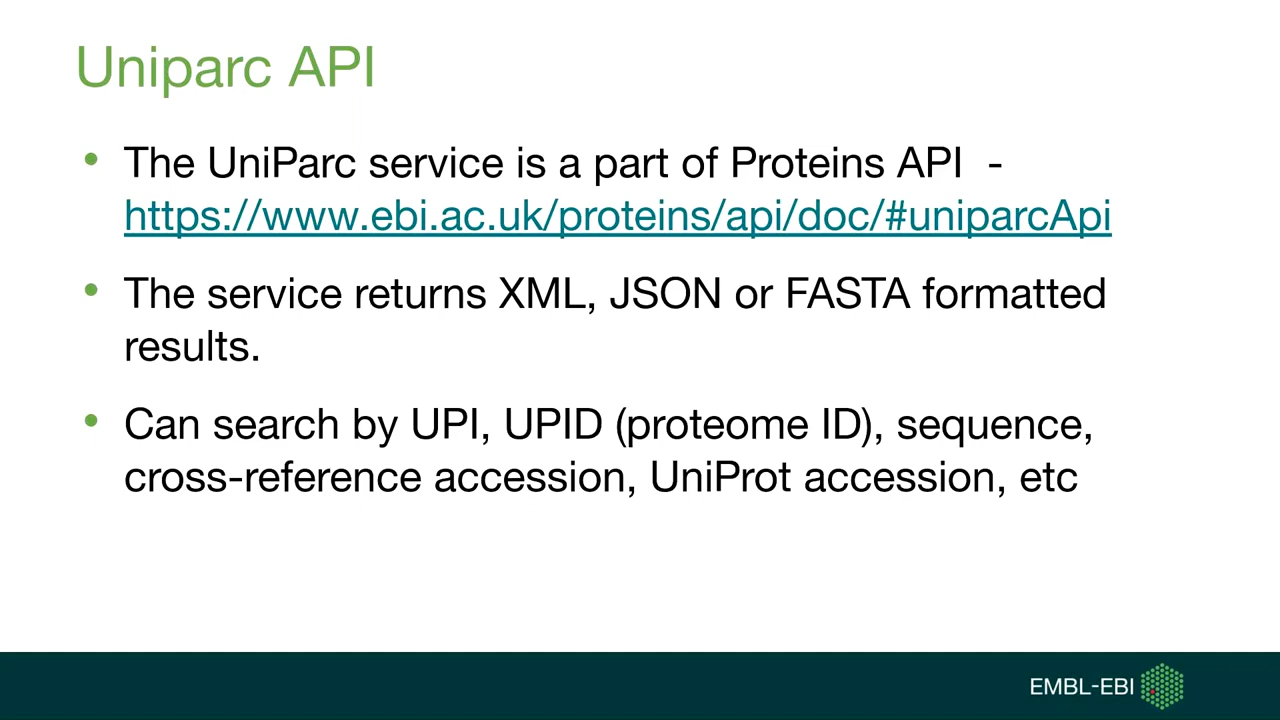 Uniparc API
• The UniParc service is a part of Proteins API -
https://www.ebi.ac.uk/proteins/api/doc/#uniparcApi
• The service returns XML, JSON or FASTA formatted
results.
• Can search by UPI, UPID (proteome ID), sequence,
cross-reference accession, UniProt accession, etc
EMBL-EBI